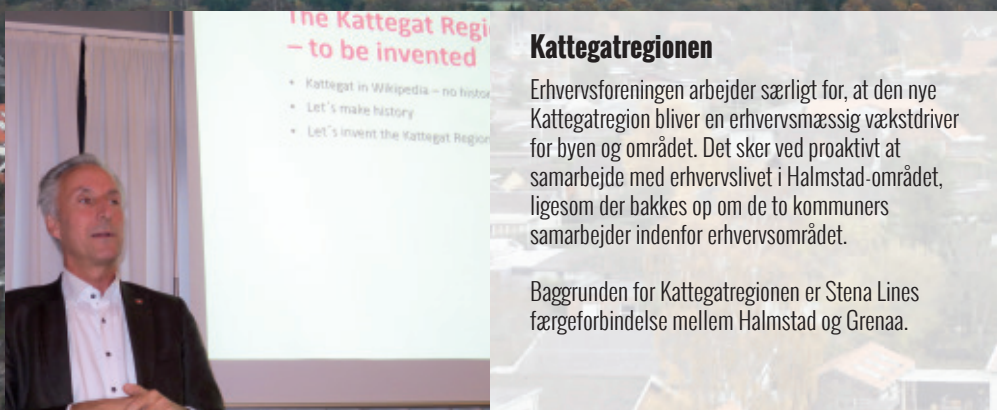 The Kattegat Regi
– to be invented
• Kattegat in Wikipedia – no histor
• Let´s make history
• Let´s invent the Kattegat Region
Kattegatregionen
Erhvervsforeningen arbejder særligt for, at den nye
Kattegatregion bliver en erhvervsmæssig vækstdriver
for byen og området. Det sker ved proaktivt at
samarbejde med erhvervslivet i Halmstad-området,
ligesom der bakkes op om de to kommuners
samarbejder indenfor erhvervsområdet.
Baggrunden for Kattegatregionen er Stena Lines
færgeforbindelse mellem Halmstad og Grenaa.